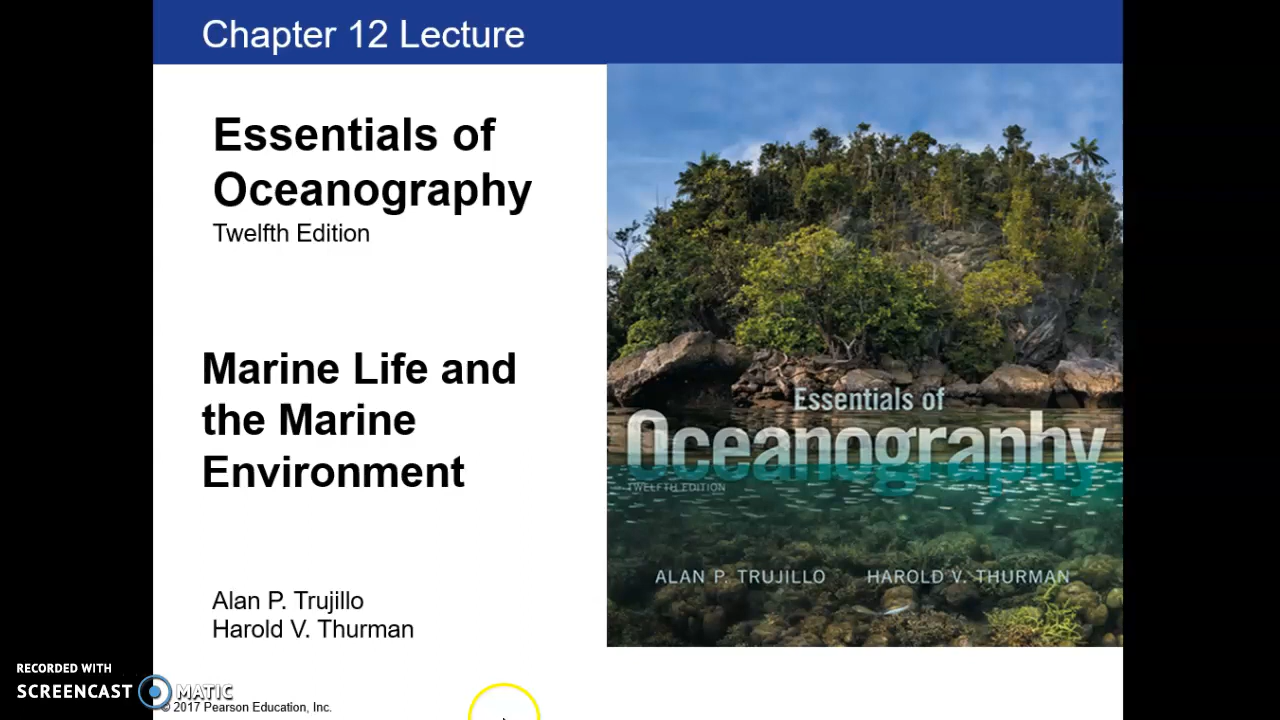 Chapter 12 Lecture
Essentials of
Oceanography
Twelfth Edition
Marine Life and
the Marine
Environment
Alan P. Trujillo
Harold V. Thurman
Essentials of
Oceanography
TWELFTH EDITION
ALAN P. TRUJILLO HAROLD V. THURMAN
RECORDED WITH
SCREENCAST MATIC
© 2017 Pearson Education, Inc.